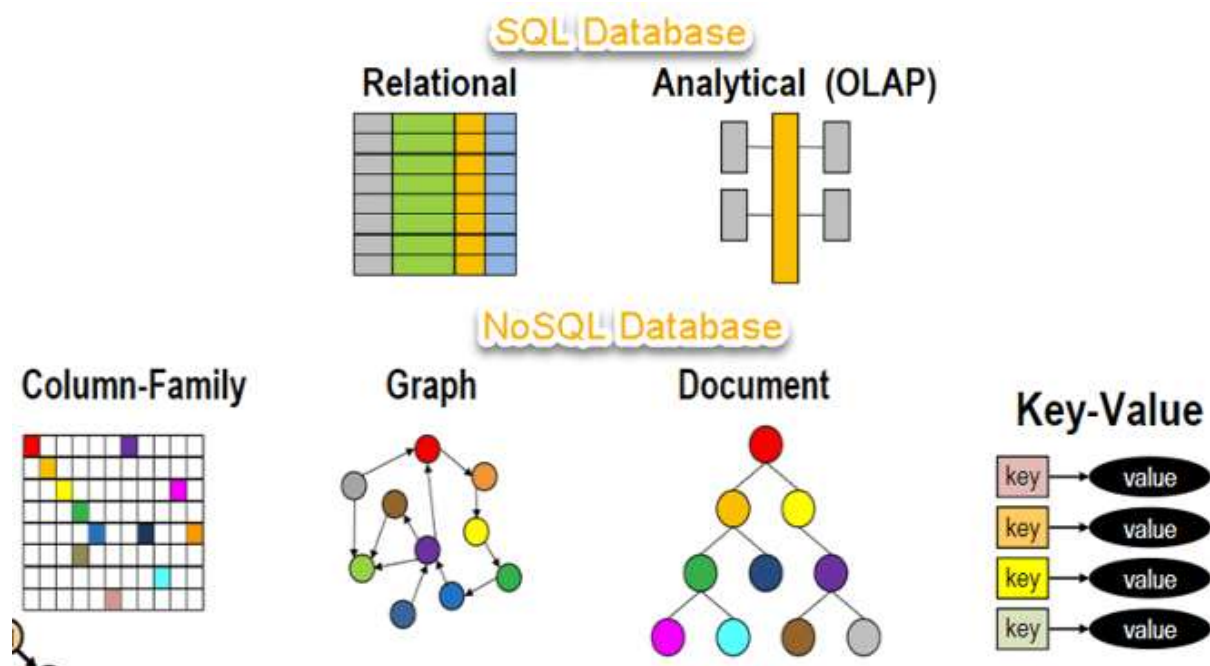 SQL Database
Relational
Analytical (OLAP)
NoSQL Database
Column-Family
Graph
Document
Key-Value
key value
key value
key value
key value